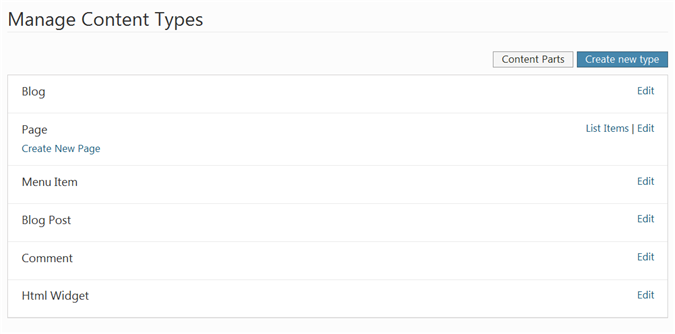 Manage Content Types
Content Parts Create new type
Blog Edit
Page List Items | Edit
Create New Page
Menu Item Edit
Blog Post Edit
Comment Edit
Html Widget Edit